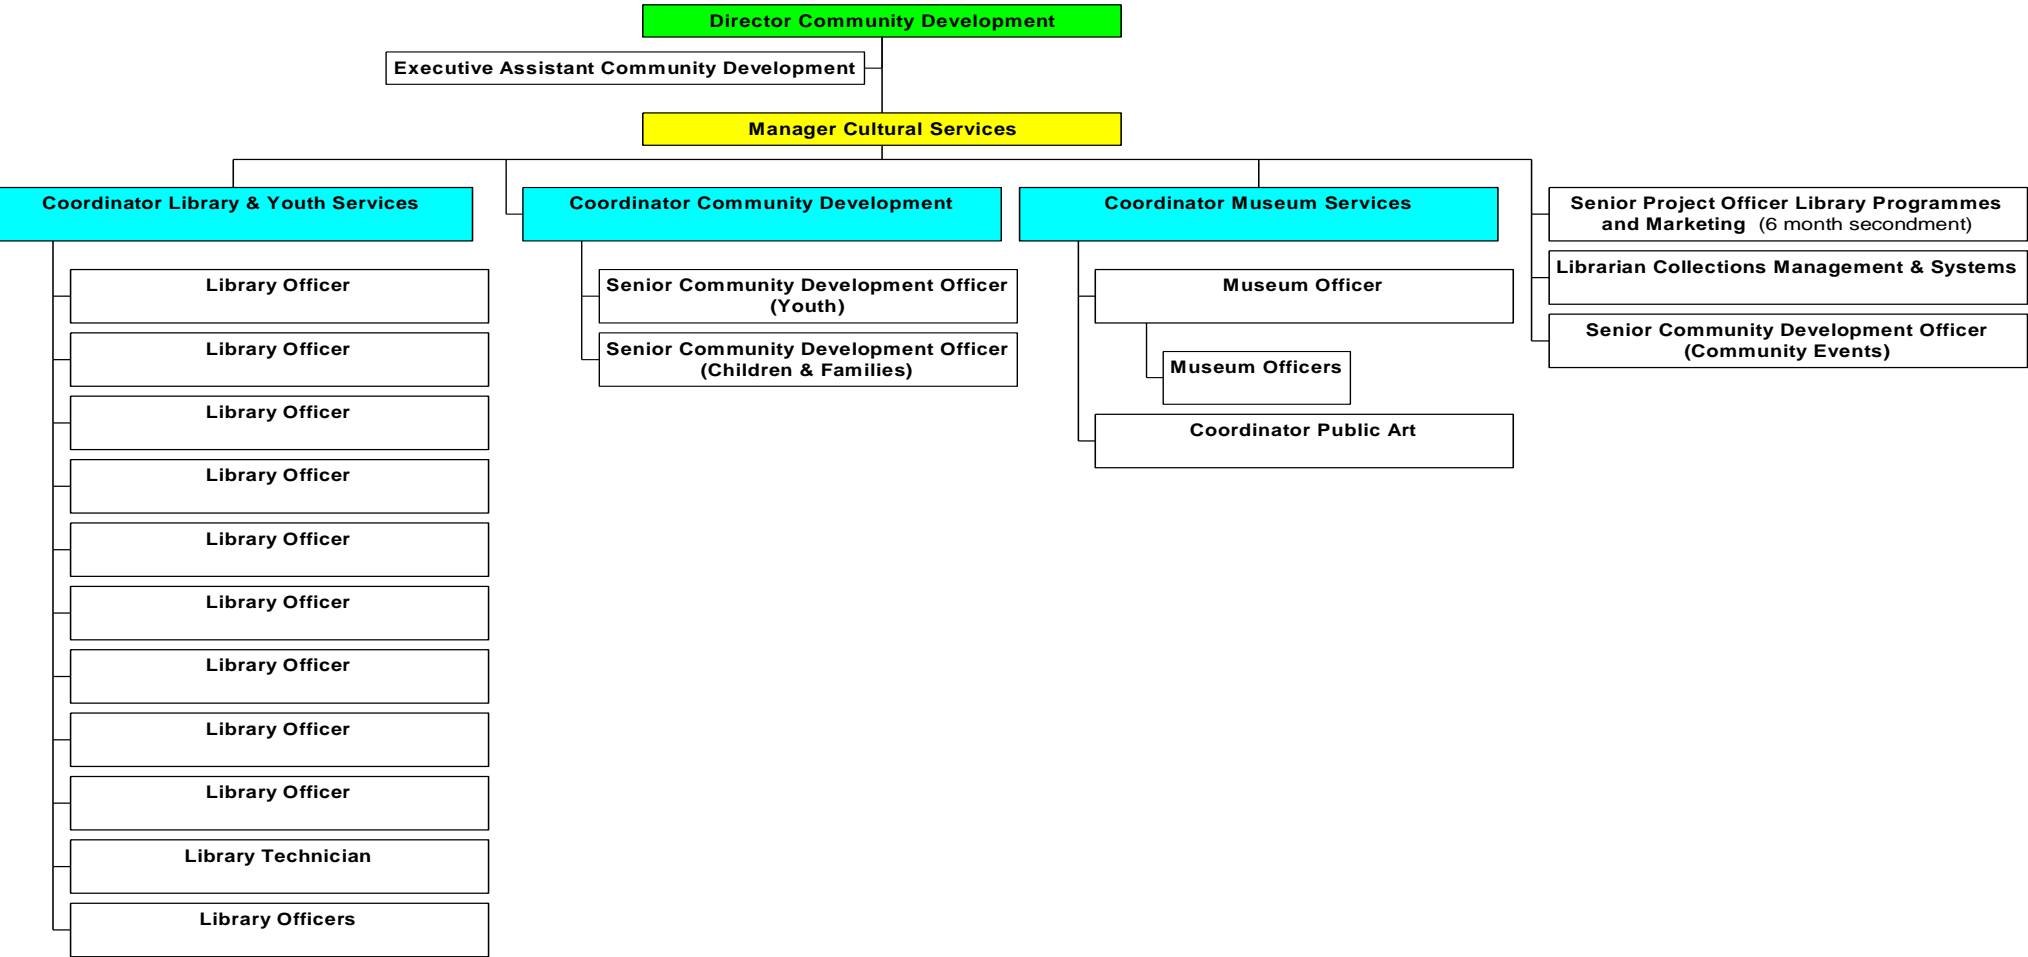 Director Community Development
Executive Assistant Community Development
Manager Cultural Services
Coordinator Library & Youth Services
Library Officer
Library Officer
Library Officer
Library Officer
Library Officer
Library Officer
Library Officer
Library Officer
Library Officer
Library Technician
Library Officers
Coordinator Community Development
Senior Community Development Officer
(Youth)
Senior Community Development Officer
(Children & Families)
Coordinator Museum Services
Museum Officer
Museum Officers
Coordinator Public Art
Senior Project Officer Library Programmes
and Marketing (6 month secondment)
Librarian Collections Management & Systems
Senior Community Development Officer
(Community Events)